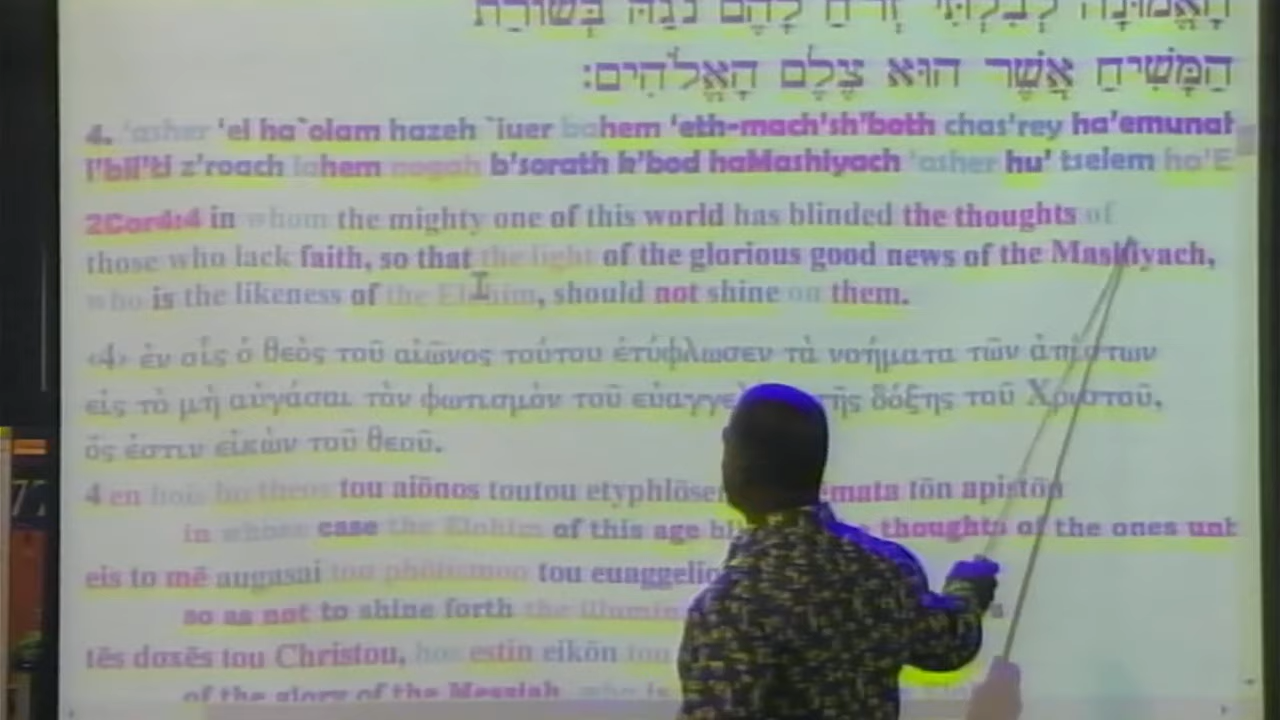 הָאֱמוּנָה לְבִלְתִּי זְרֹחַ לָהֶם נֹגַהּ בְּשׂוֹרַת
הַמָּשִׁיחַ אֲשֶׁר הוּא צֶלֶם הָאֱלֹהִים:
4. 'asher 'el ha`olam hazeh `iuer bahem 'eth-mach'sh'both chas'rey ha'emunah
l'bil'ti z'roach lahem nogah b'sorath k'bod haMashiyach 'asher hu' tselem ha'E
2Cor4:4 in whom the mighty one of this world has blinded the thoughts of
those who lack faith, so that the light of the glorious good news of the Mashiyach,
who is the likeness of the Elohim, should not shine on them.
‹4› ἐν οἷς ὁ θεὸς τοῦ αἰῶνος τούτου ἐτύφλωσεν τὰ νοήματα τῶν ἀπίστων
εἰς τὸ μὴ αὐγάσαι τὸν φωτισμὸν τοῦ εὐαγγε τῆς δόξης τοῦ Χριστοῦ,
ὅς ἐστιν εἰκὼν τοῦ θεοῦ.
4 en hois ho theos tou aiōnos toutou etyphlōsen emata tōn apistōn
in whose case the Elohim of this age bl thoughts of the ones unb
eis to mē augasai ton phōtismon tou euaggelio
so as not to shine forth the illumin s
tēs doxēs tou Christou, hos estin eikōn tou
of the glory of the Messiah, who is
77